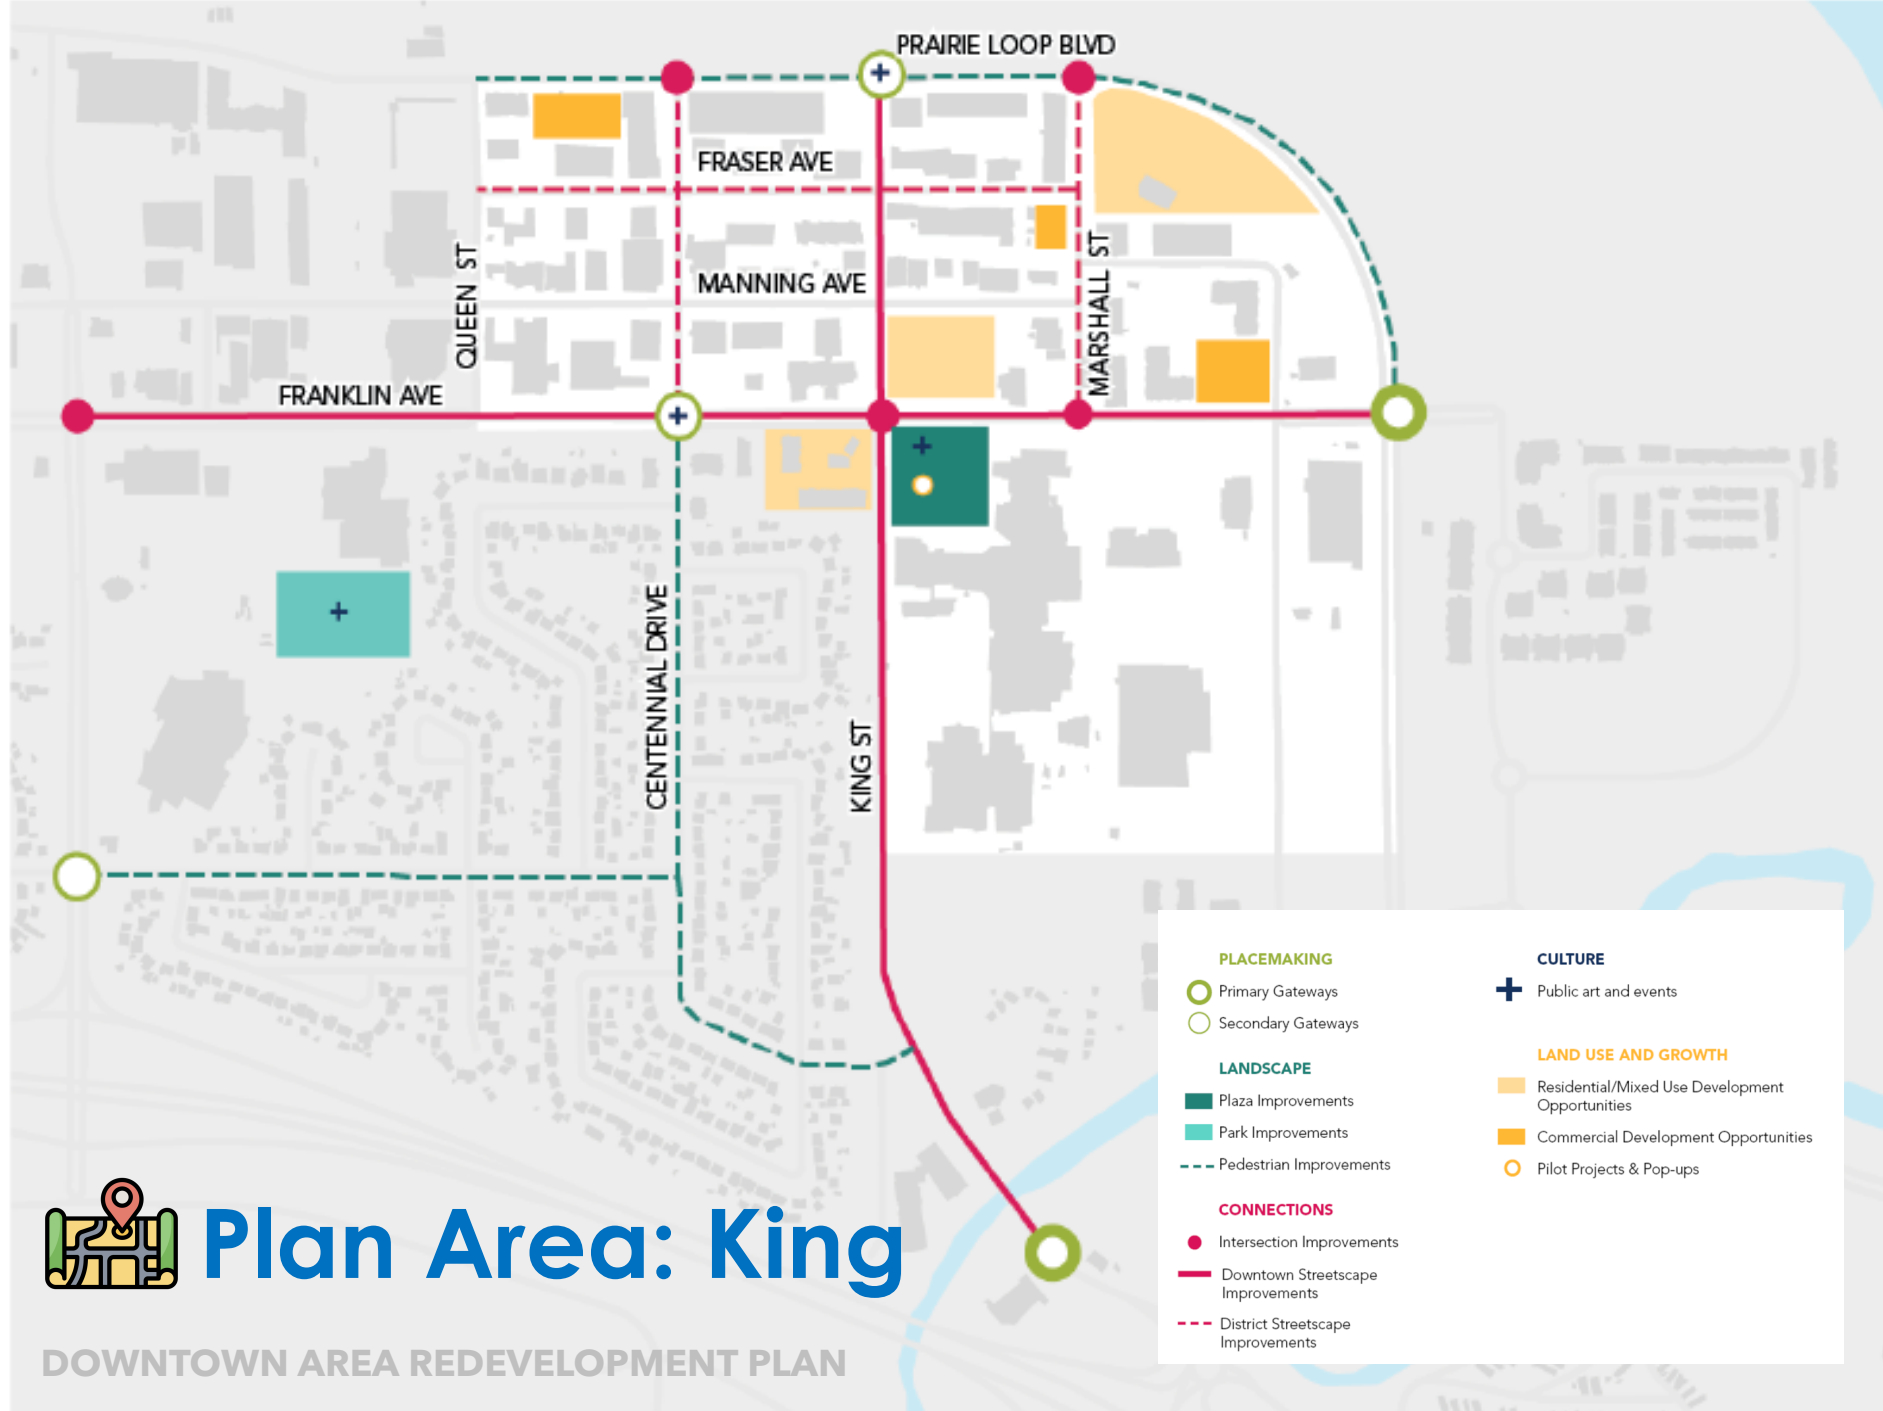 PRAIRIE LOOP BLVD
FRASER AVE
QUEEN ST
MANNING AVE
MARSHALL ST
FRANKLIN AVE
CENTENNIAL DRIVE
KING ST
Plan Area: King
DOWNTOWN AREA REDEVELOPMENT PLAN
PLACEMAKING
Primary Gateways
Secondary Gateways
LANDSCAPE
Plaza Improvements
Park Improvements
Pedestrian Improvements
CONNECTIONS
Intersection Improvements
Downtown Streetscape
Improvements
District Streetscape
Improvements
CULTURE
Public art and events
LAND USE AND GROWTH
Residential/Mixed Use Development
Opportunities
Commercial Development Opportunities
Pilot Projects & Pop-ups